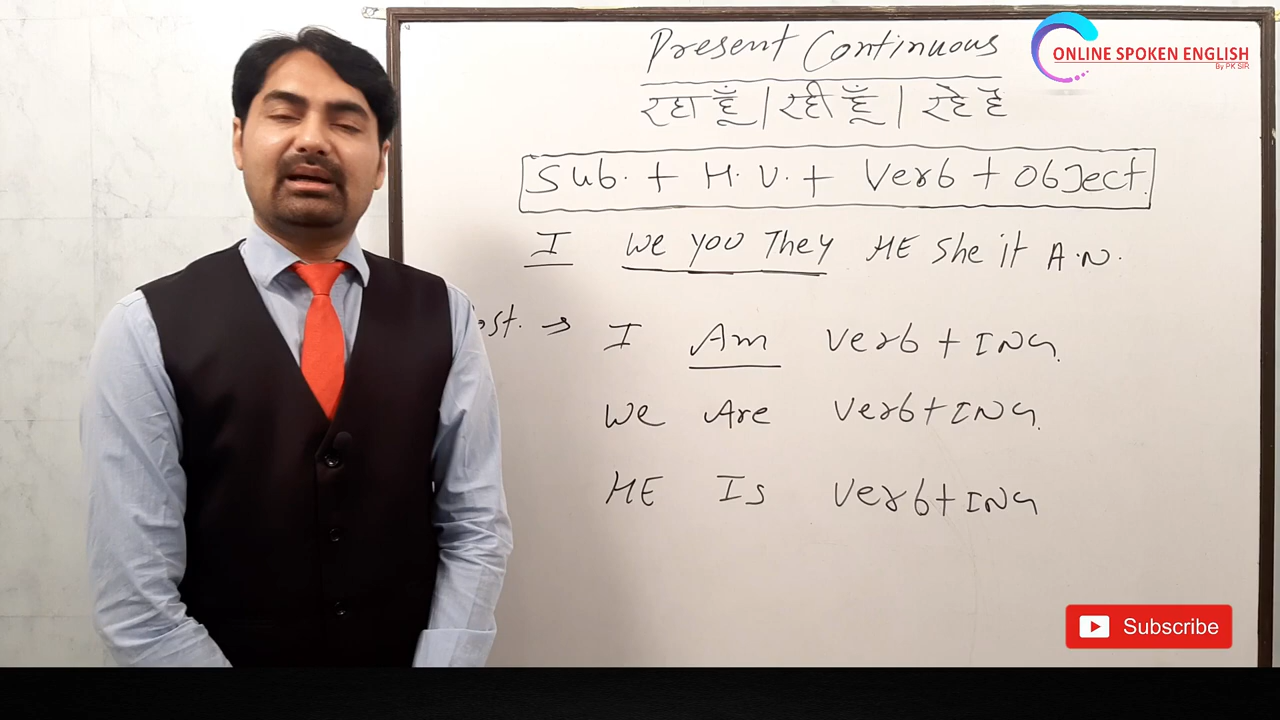 Present Continuous
ONLINE SPOKEN ENGLISH
By PK SIR
रहा हूँ | रही हूँ | रहे हैं
Sub. + H.V. + Verb + Object.
I We you They HE She it A.N.
I Am Verb + ING.
We Are Verb + ING.
HE Is Verb + ING
Subscribe